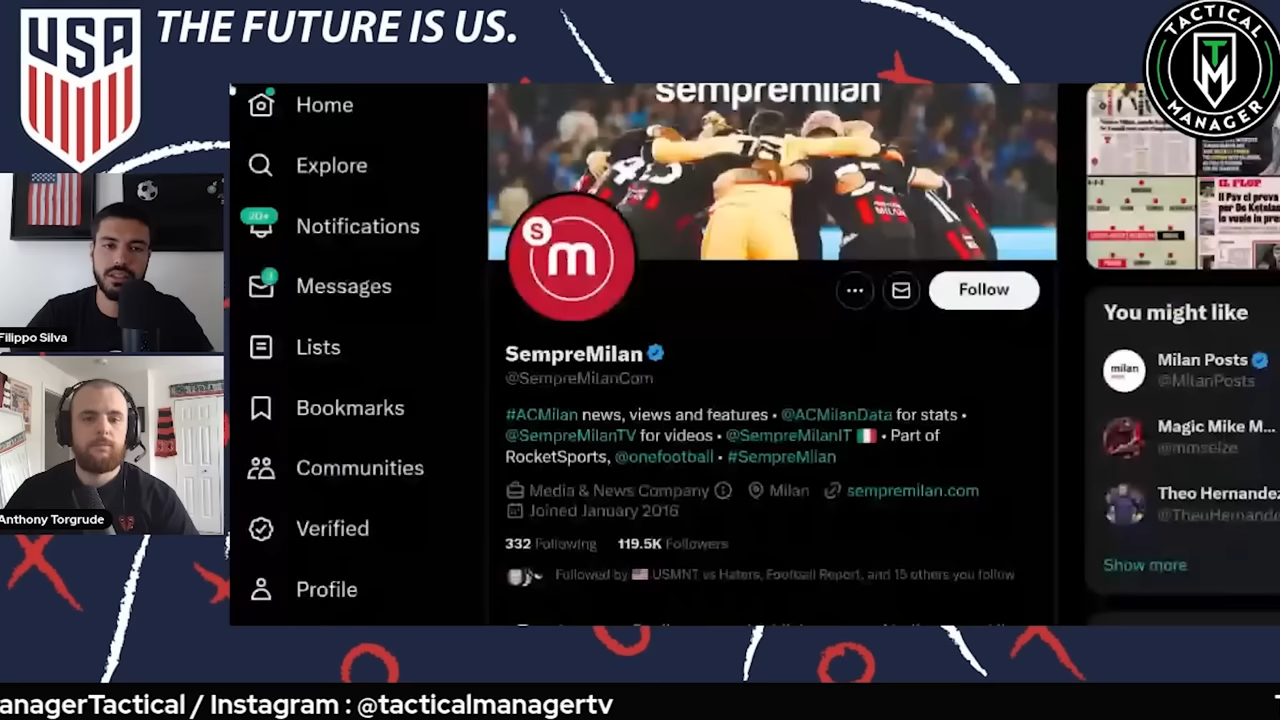 USA
THE FUTURE IS US.
TACTICAL
MANAGER
Filippo Silva
Anthony Torgrude
Home
Explore
20+
Notifications
3
Messages
Lists
Bookmarks
Communities
Verified
Profile
sempremilan
S
m
Follow
SempreMilan
@SempreMilanCom
#ACMilan news, views and features • @ACMilanData for stats •
@SempreMilanTV for videos • @SempreMilanIT 🇮🇹 • Part of
RocketSports, @onefootball • #SempreMilan
Media & News Company
Milan
sempremilan.com
Joined January 2016
332 Following 119.5K Followers
Followed by 🇺🇸 USMNT vs Haters, Football Report, and 15 others you follow
IL FLOP
You might like
milan
Milan Posts
@MilanPosts
Magic Mike M...
@mmseize
Theo Hernandez
Show more
anagerTactical / Instagram : @tacticalmanagertv